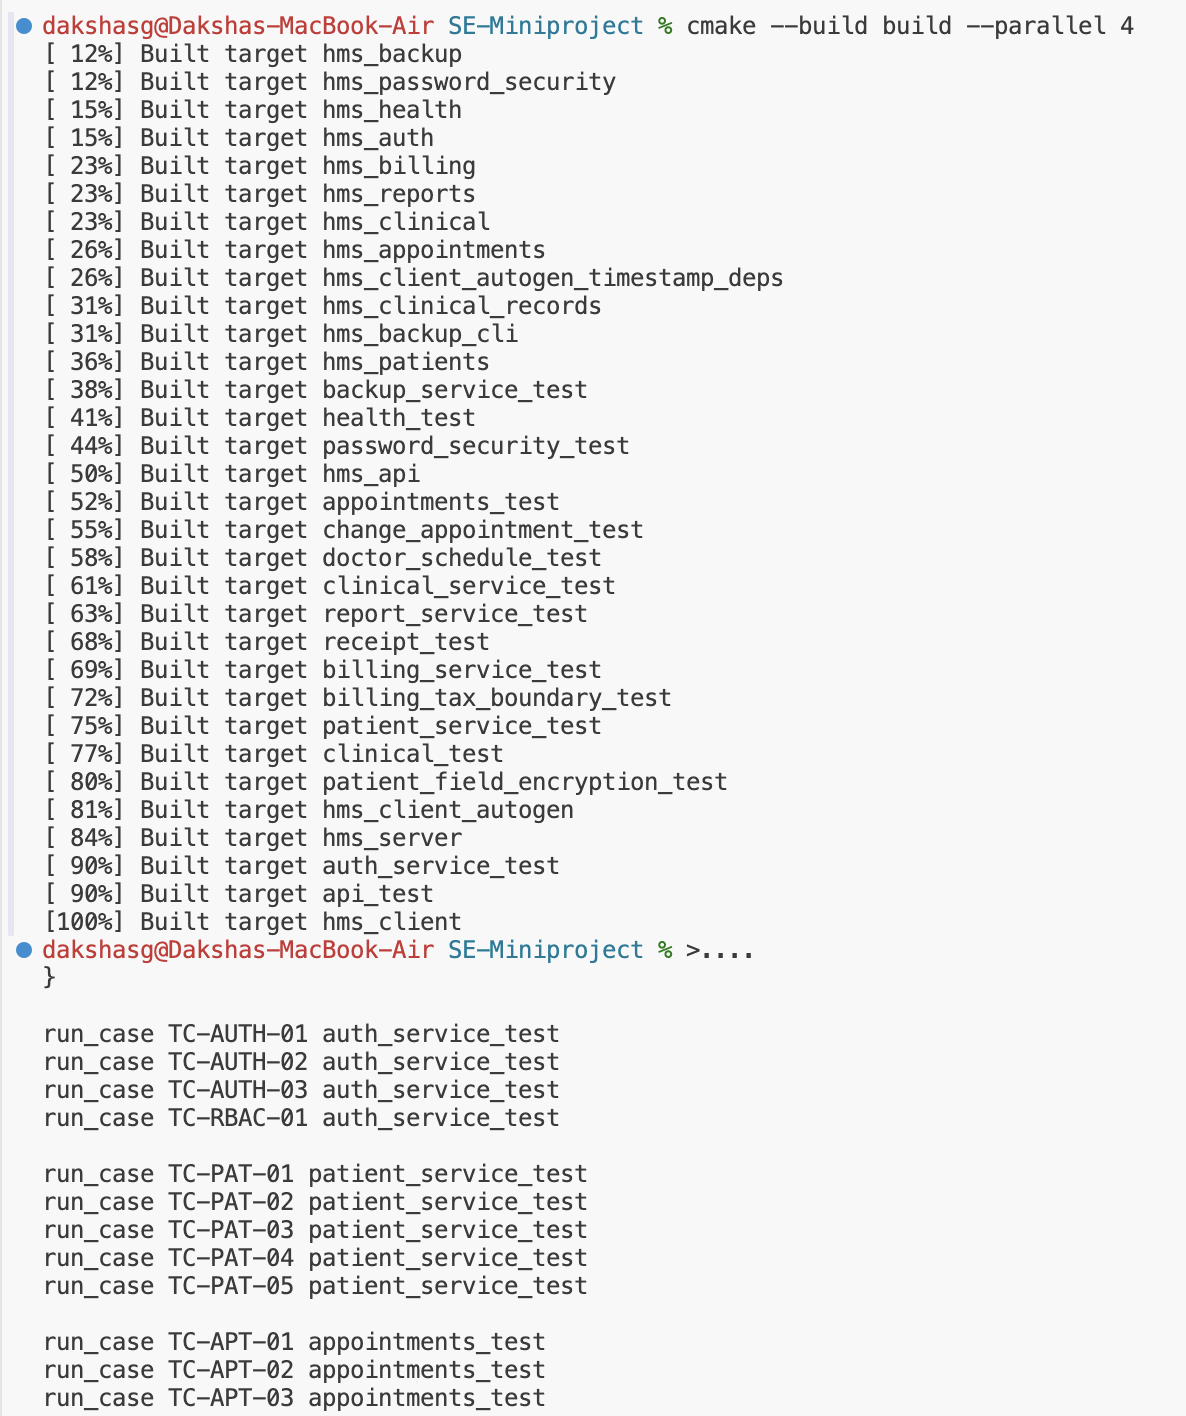 dakshasg@Dakshas-MacBook-Air SE-Miniproject % cmake --build build --parallel 4
[ 12%] Built target hms_backup
[ 12%] Built target hms_password_security
[ 15%] Built target hms_health
[ 15%] Built target hms_auth
[ 23%] Built target hms_billing
[ 23%] Built target hms_reports
[ 23%] Built target hms_clinical
[ 26%] Built target hms_appointments
[ 26%] Built target hms_client_autogen_timestamp_deps
[ 31%] Built target hms_clinical_records
[ 31%] Built target hms_backup_cli
[ 36%] Built target hms_patients
[ 38%] Built target backup_service_test
[ 41%] Built target health_test
[ 44%] Built target password_security_test
[ 50%] Built target hms_api
[ 52%] Built target appointments_test
[ 55%] Built target change_appointment_test
[ 58%] Built target doctor_schedule_test
[ 61%] Built target clinical_service_test
[ 63%] Built target report_service_test
[ 68%] Built target receipt_test
[ 69%] Built target billing_service_test
[ 72%] Built target billing_tax_boundary_test
[ 75%] Built target patient_service_test
[ 77%] Built target clinical_test
[ 80%] Built target patient_field_encryption_test
[ 81%] Built target hms_client_autogen
[ 84%] Built target hms_server
[ 90%] Built target auth_service_test
[ 90%] Built target api_test
[100%] Built target hms_client
dakshasg@Dakshas-MacBook-Air SE-Miniproject % >....
}

run_case TC-AUTH-01 auth_service_test
run_case TC-AUTH-02 auth_service_test
run_case TC-AUTH-03 auth_service_test
run_case TC-RBAC-01 auth_service_test

run_case TC-PAT-01 patient_service_test
run_case TC-PAT-02 patient_service_test
run_case TC-PAT-03 patient_service_test
run_case TC-PAT-04 patient_service_test
run_case TC-PAT-05 patient_service_test

run_case TC-APT-01 appointments_test
run_case TC-APT-02 appointments_test
run_case TC-APT-03 appointments_test